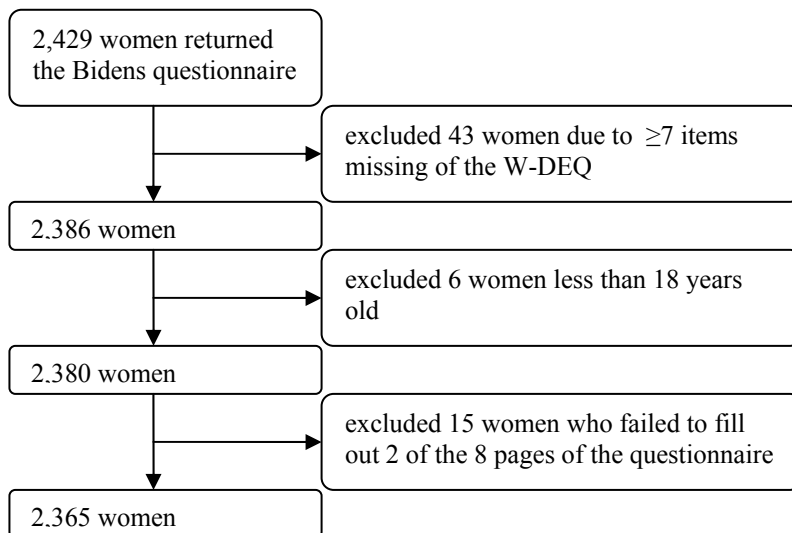 2,429 women returned
the Bidens questionnaire
excluded 43 women due to ≥7 items
missing of the W-DEQ
2,386 women
excluded 6 women less than 18 years
old
2,380 women
excluded 15 women who failed to fill
out 2 of the 8 pages of the questionnaire
2,365 women